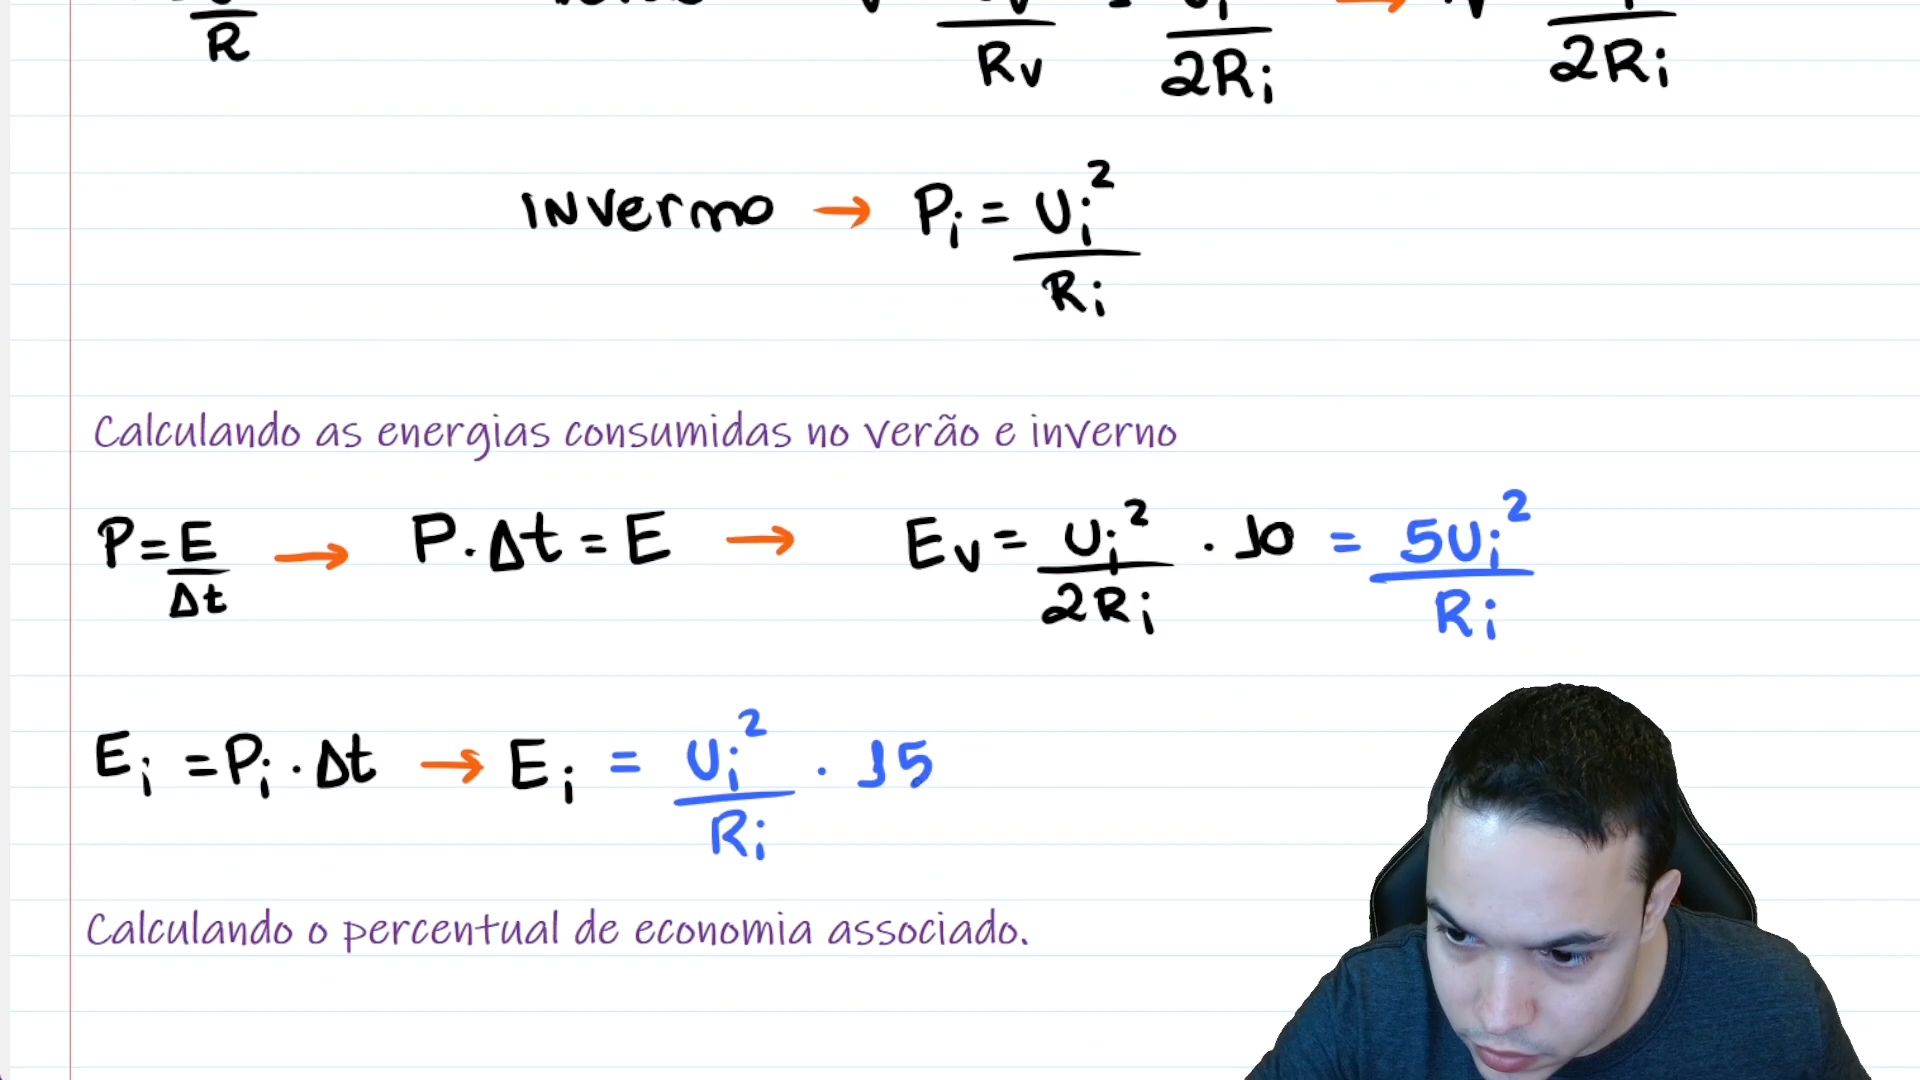 R
Rv = 2Ri → 2Ri
invermo → Pi = Ui²/Ri
Calculando as energias consumidas no verão e inverno
P=E/Δt → P·Δt = E → Ev = Ui²/2Ri · 10 = 5Ui²/Ri
Ei = Pi·Δt → Ei = Ui²/Ri · 15
Calculando o percentual de economia associado.